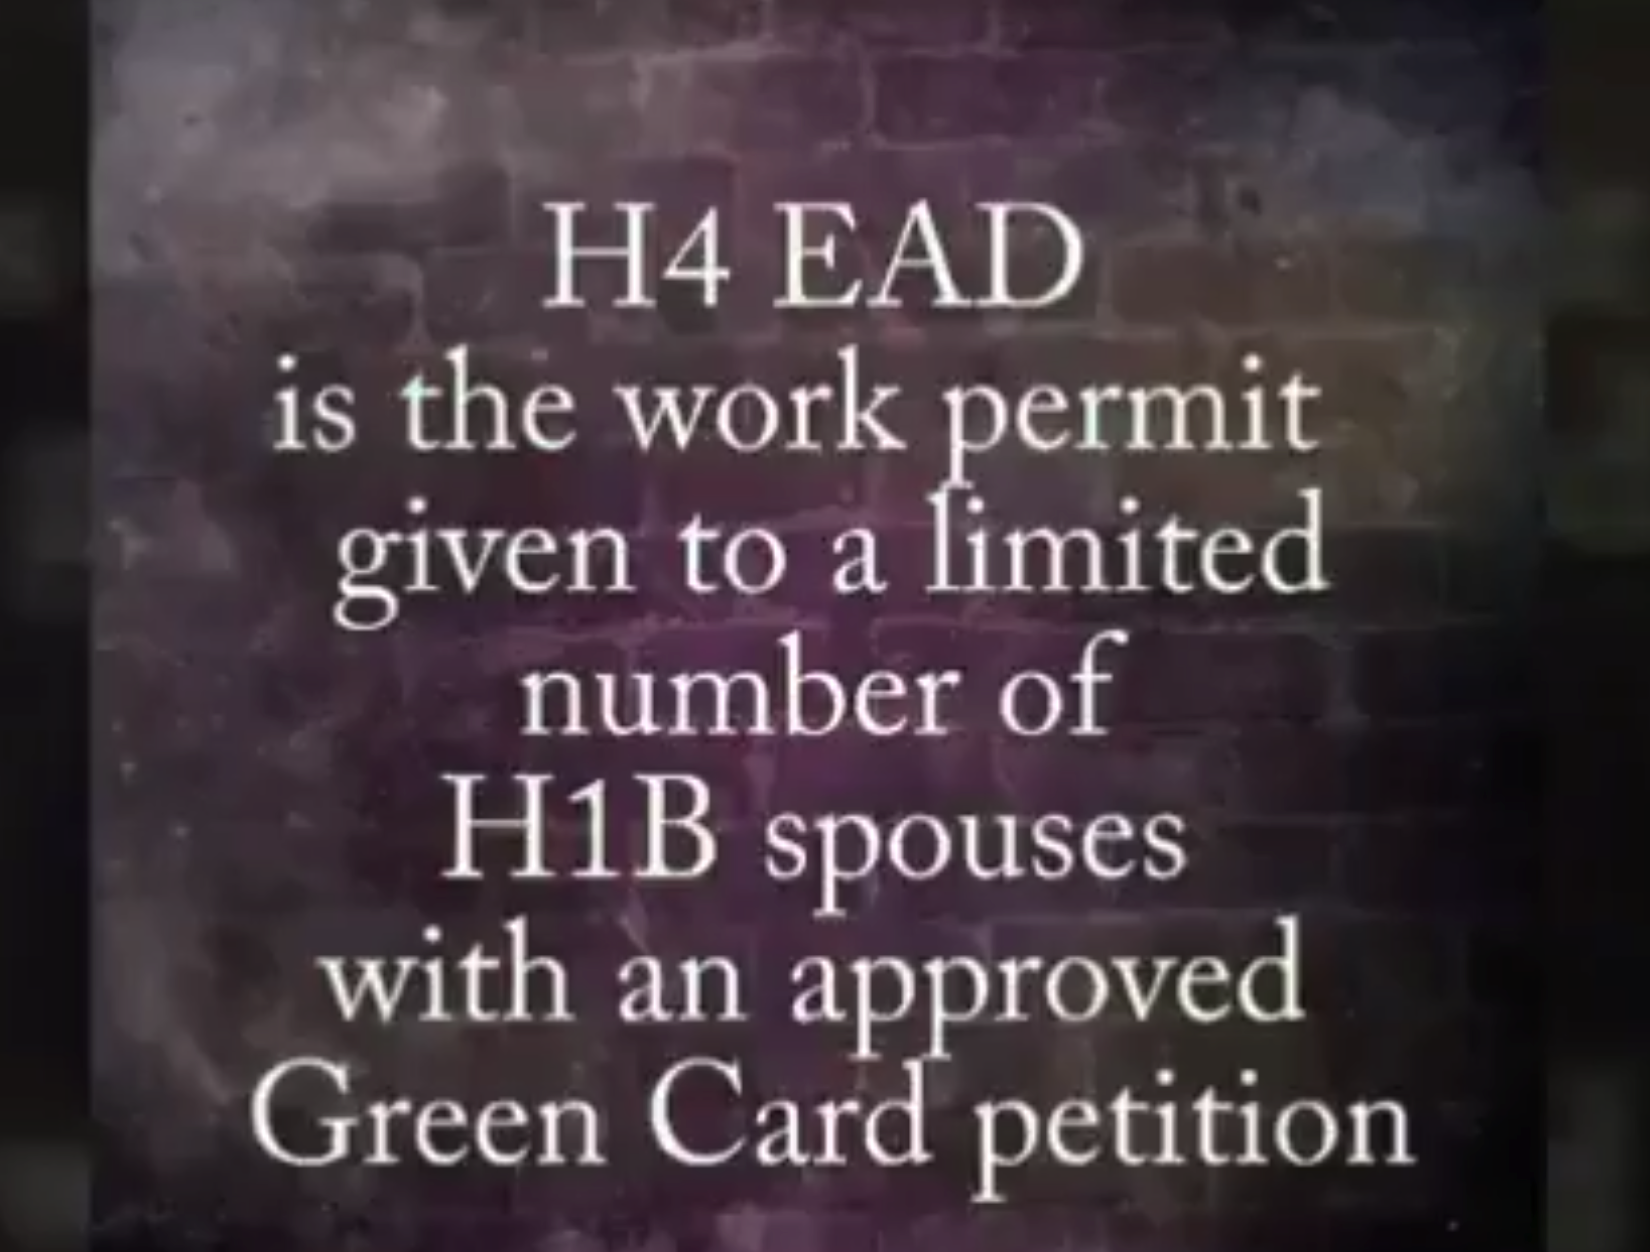 H4 EAD
is the work permit
given to a limited
number of
H1B spouses
with an approved
Green Card petition